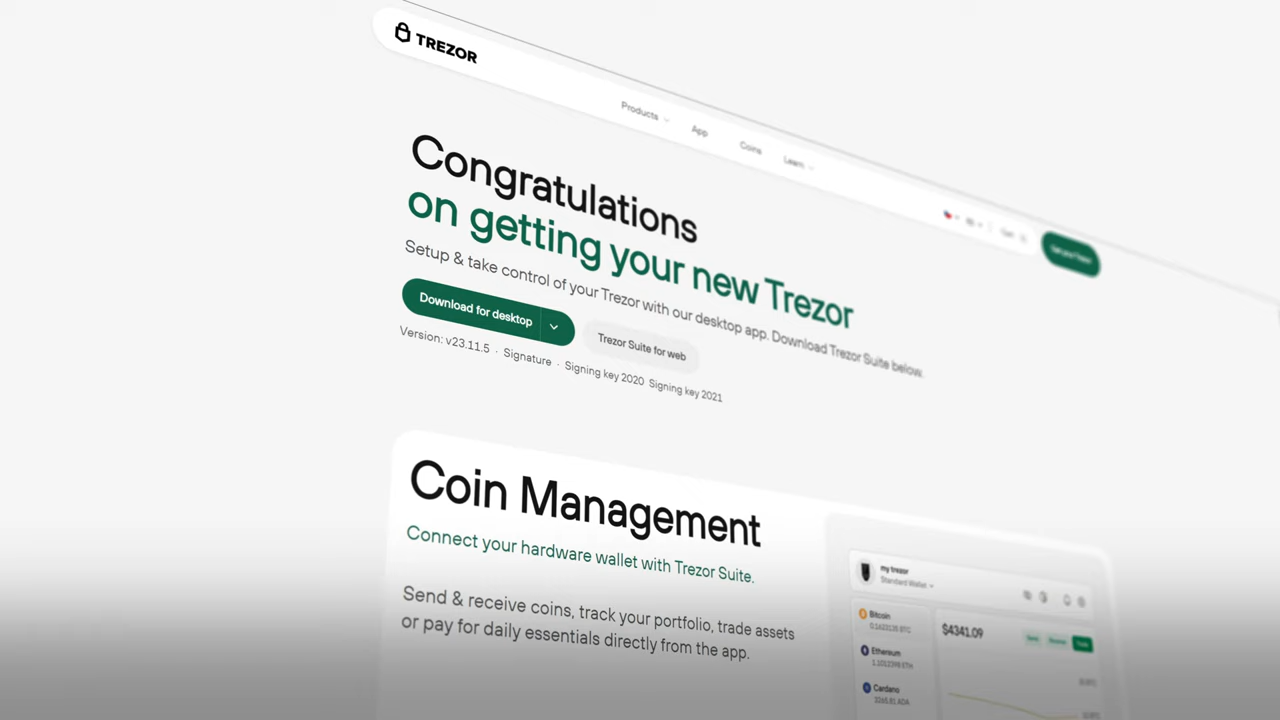 TREZOR
Products
App
Coins
Learn
Congratulations
on getting your new Trezor
Setup & take control of your Trezor with our desktop app. Download Trezor Suite below.
Download for desktop
Trezor Suite for web
Version: v23.11.5 · Signature · Signing key 2020 Signing key 2021
Coin Management
Connect your hardware wallet with Trezor Suite.
Send & receive coins, track your portfolio, trade assets
or pay for daily essentials directly from the app.
my trezor
Standard Wallet
Bitcoin
$4341.09
Ethereum
Cardano
3265.81 ADA